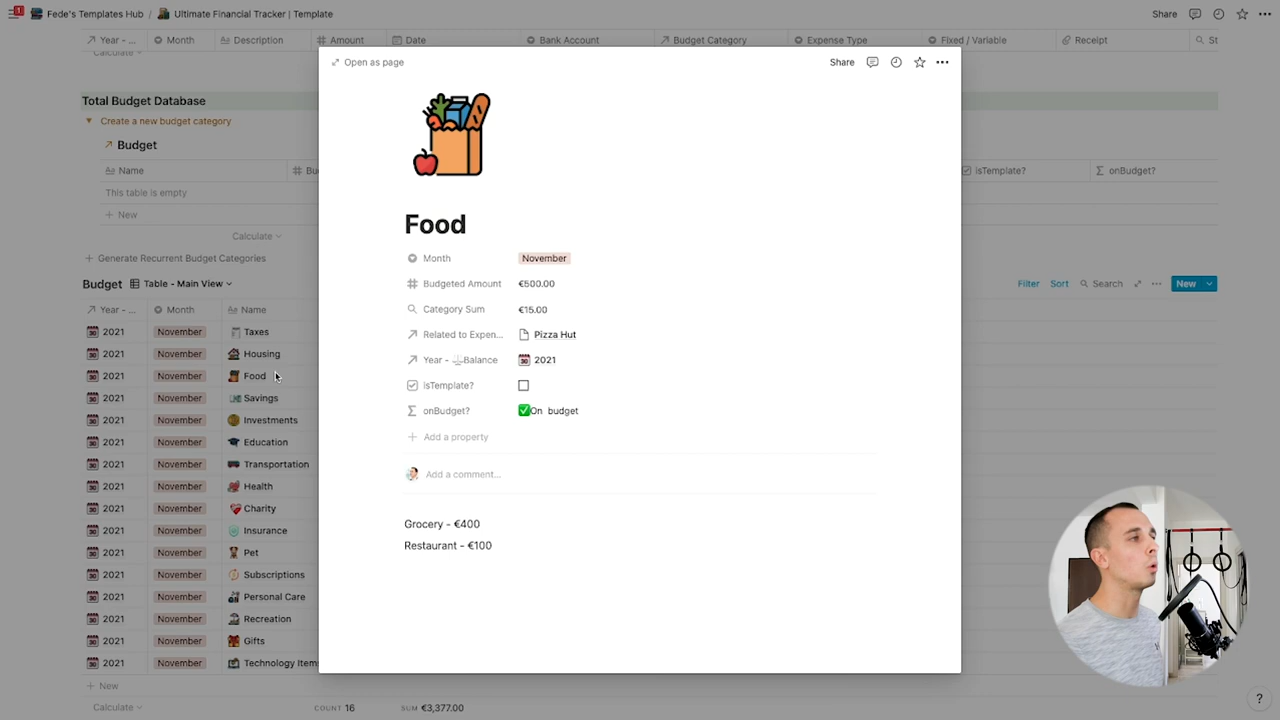 1
Fede's Templates Hub / Ultimate Financial Tracker | Template
Share
Year - ... Month Description Amount Date Bank Account Budget Category Expense Type Fixed / Variable Receipt St
Calculate
Open as page
Share
Total Budget Database
Create a new budget category
Budget
Name Bu isTemplate? onBudget?
This table is empty
+ New
Calculate
+ Generate Recurrent Budget Categories
Budget Table - Main View
Filter Sort Search New
Year - ... Month Name
2021 November Taxes
2021 November Housing
2021 November Food
2021 November Savings
2021 November Investments
2021 November Education
2021 November Transportation
2021 November Health
2021 November Charity
2021 November Insurance
2021 November Pet
2021 November Subscriptions
2021 November Personal Care
2021 November Recreation
2021 November Gifts
2021 November Technology Items
+ New
Calculate COUNT 16 SUM €3,377.00
Food
Month November
Budgeted Amount €500.00
Category Sum €15.00
Related to Expen... Pizza Hut
Year - Balance 2021
isTemplate?
onBudget? On budget
+ Add a property
Add a comment...
Grocery - €400
Restaurant - €100
?